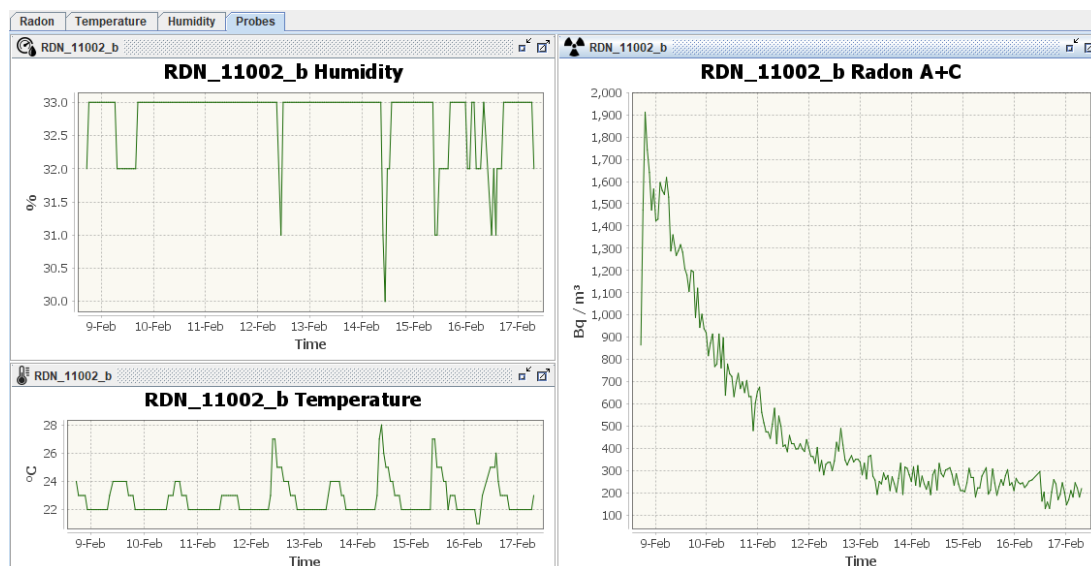 Radon Temperature Humidity Probes
RDN_11002_b
RDN_11002_b Humidity
33.0
32.5
32.0
31.5
31.0
30.5
30.0
%
9-Feb 10-Feb 11-Feb 12-Feb 13-Feb 14-Feb 15-Feb 16-Feb 17-Feb
Time
RDN_11002_b
RDN_11002_b Temperature
28
26
24
22
°C
9-Feb 10-Feb 11-Feb 12-Feb 13-Feb 14-Feb 15-Feb 16-Feb 17-Feb
Time
RDN_11002_b
RDN_11002_b Radon A+C
2,000
1,900
1,800
1,700
1,600
1,500
1,400
1,300
1,200
1,100
1,000
900
800
700
600
500
400
300
200
100
Bq / m³
9-Feb 10-Feb 11-Feb 12-Feb 13-Feb 14-Feb 15-Feb 16-Feb 17-Feb
Time